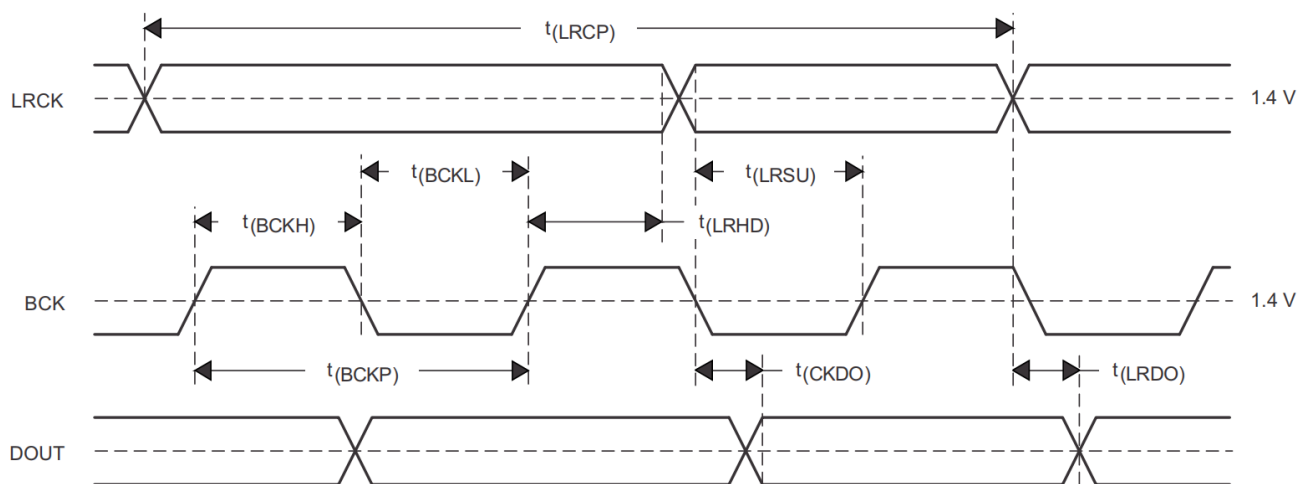 t(LRCP)
LRCK
1.4 V
t(BCKL)
t(LRSU)
t(BCKH)
t(LRHD)
BCK
1.4 V
t(BCKP)
t(CKDO)
t(LRDO)
DOUT